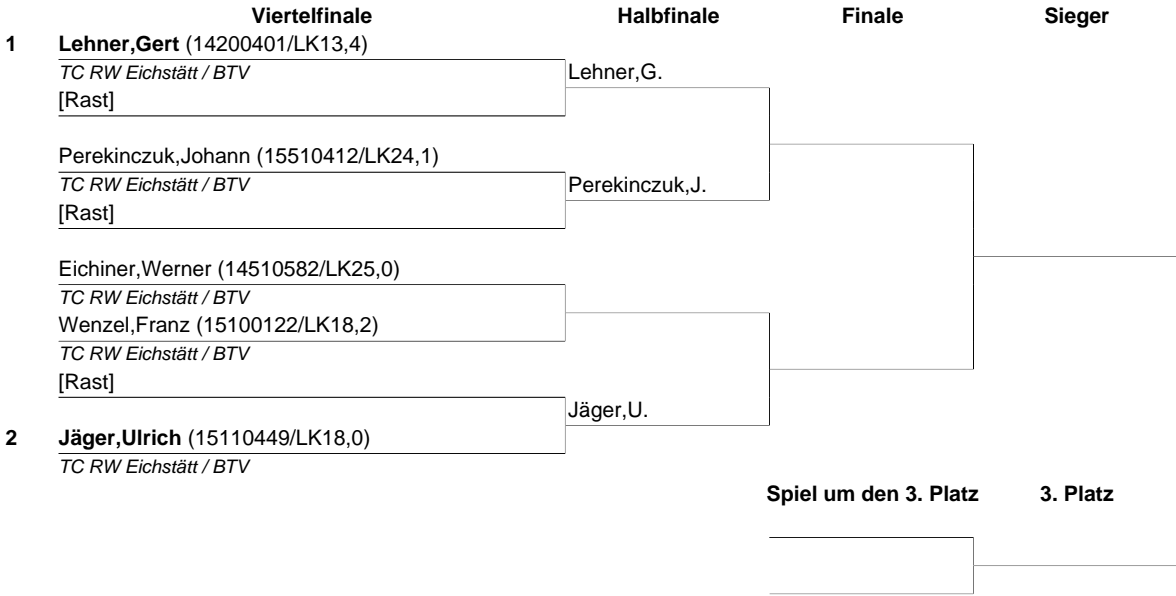 Viertelfinale Halbfinale Finale Sieger
1 Lehner,Gert (14200401/LK13,4)
TC RW Eichstätt / BTV Lehner,G.
[Rast]
Perekinczuk,Johann (15510412/LK24,1)
TC RW Eichstätt / BTV Perekinczuk,J.
[Rast]
Eichiner,Werner (14510582/LK25,0)
TC RW Eichstätt / BTV
Wenzel,Franz (15100122/LK18,2)
TC RW Eichstätt / BTV
[Rast]
Jäger,U.
2 Jäger,Ulrich (15110449/LK18,0)
TC RW Eichstätt / BTV
Spiel um den 3. Platz 3. Platz